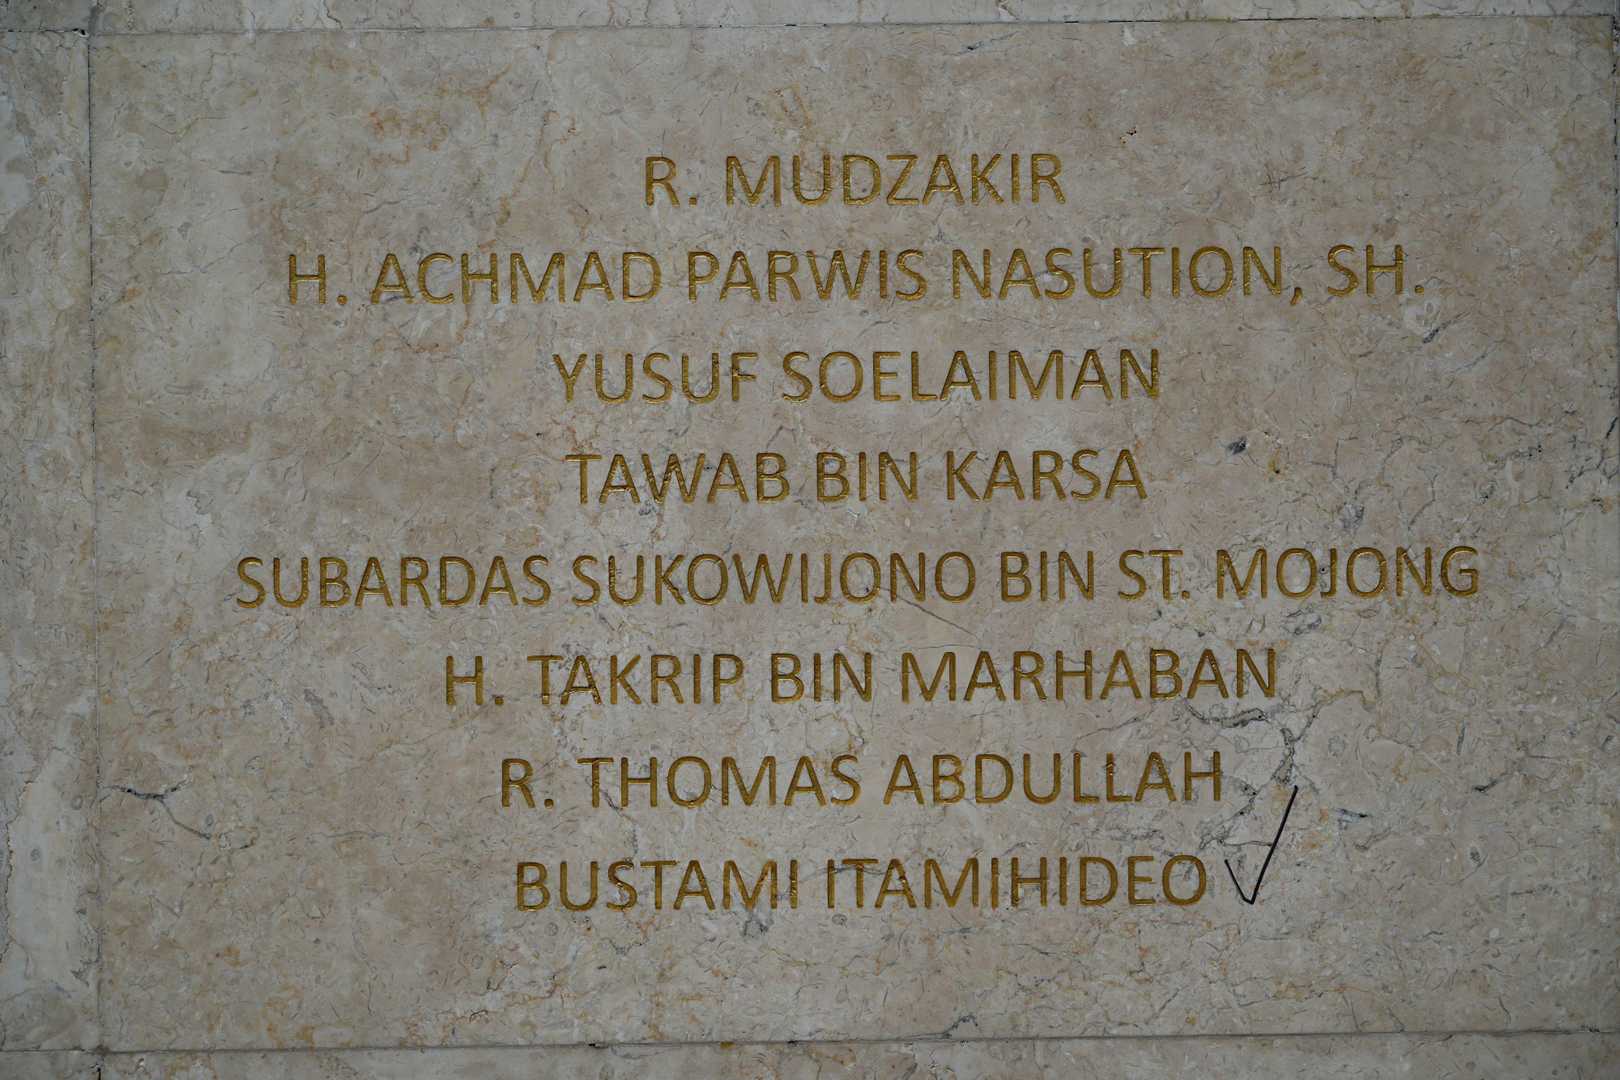 R. MUDZAKIR
H. ACHMAD PARWIS NASUTION, SH.
YUSUF SOELAIMAN
TAWAB BIN KARSA
SUBARDAS SUKOWIJONO BIN ST. MOJONG
H. TAKRIP BIN MARHABAN
R. THOMAS ABDULLAH
BUSTAMI ITAMIHIDEO